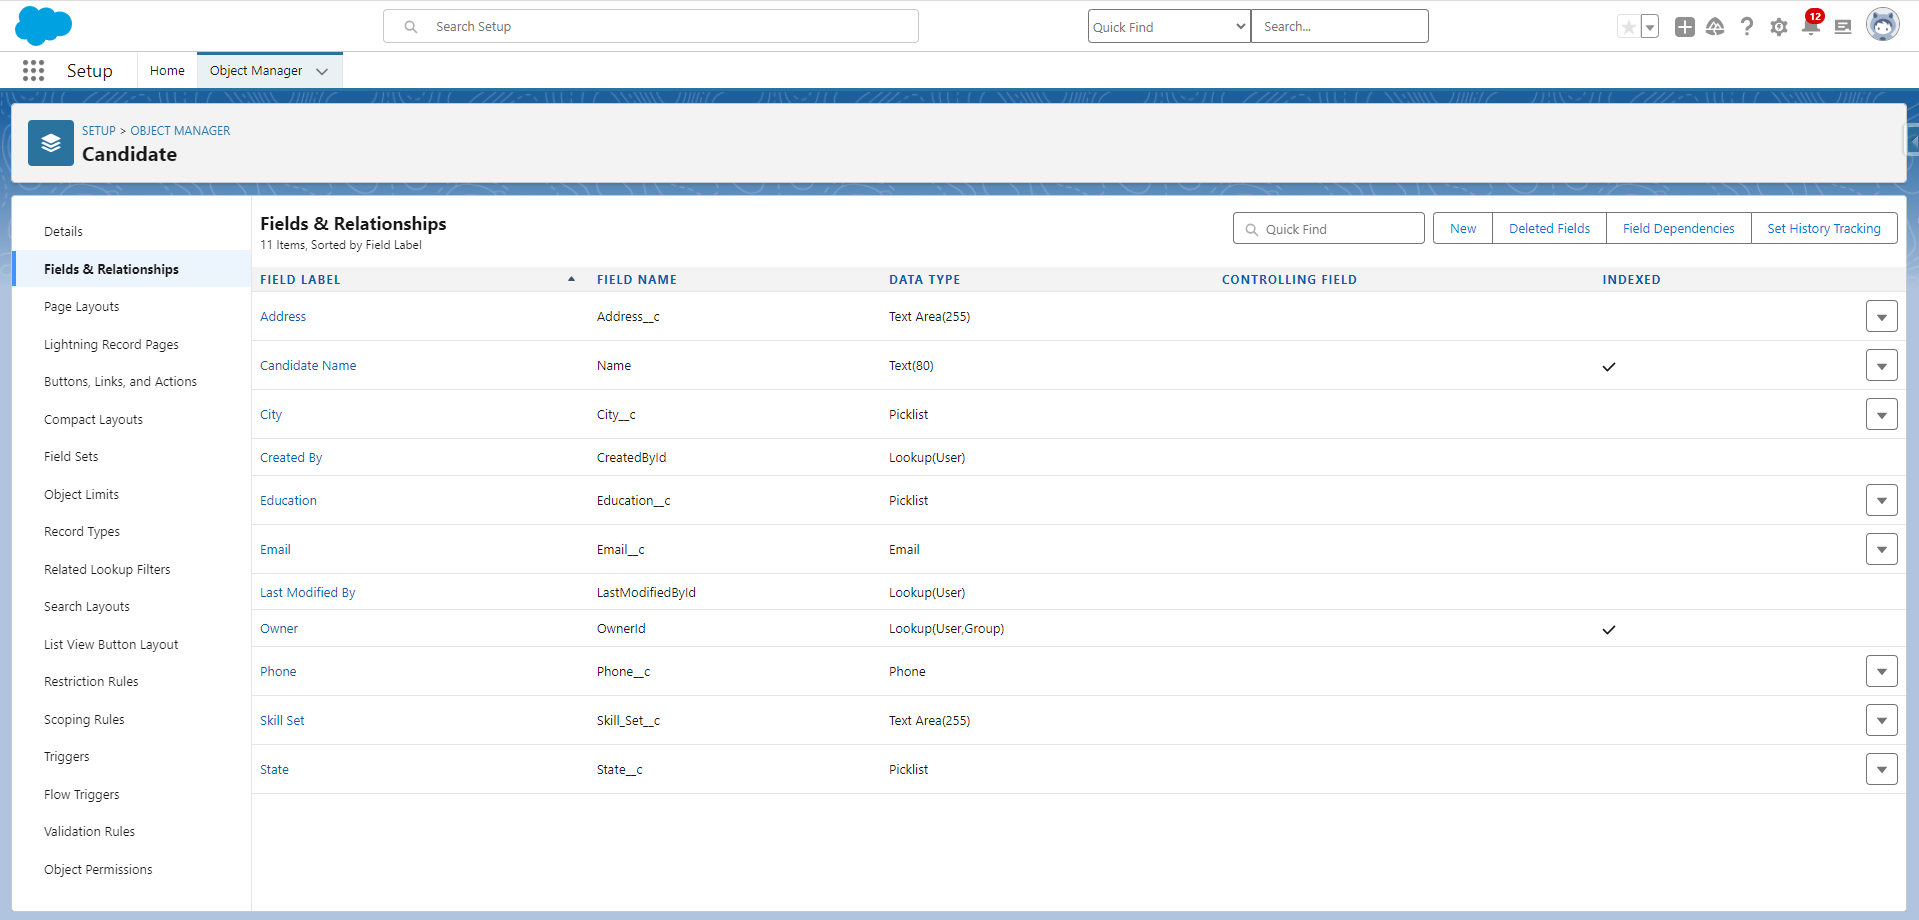 Search Setup
Quick Find
Search...
12
Setup
Home
Object Manager
SETUP > OBJECT MANAGER
Candidate
Details
Fields & Relationships
Page Layouts
Lightning Record Pages
Buttons, Links, and Actions
Compact Layouts
Field Sets
Object Limits
Record Types
Related Lookup Filters
Search Layouts
List View Button Layout
Restriction Rules
Scoping Rules
Triggers
Flow Triggers
Validation Rules
Object Permissions
Fields & Relationships
11 Items, Sorted by Field Label
Quick Find
New
Deleted Fields
Field Dependencies
Set History Tracking
FIELD LABEL FIELD NAME DATA TYPE CONTROLLING FIELD INDEXED
Address Address__c Text Area(255)
Candidate Name Name Text(80)
City City__c Picklist
Created By CreatedById Lookup(User)
Education Education__c Picklist
Email Email__c Email
Last Modified By LastModifiedById Lookup(User)
Owner OwnerId Lookup(User,Group)
Phone Phone__c Phone
Skill Set Skill_Set__c Text Area(255)
State State__c Picklist